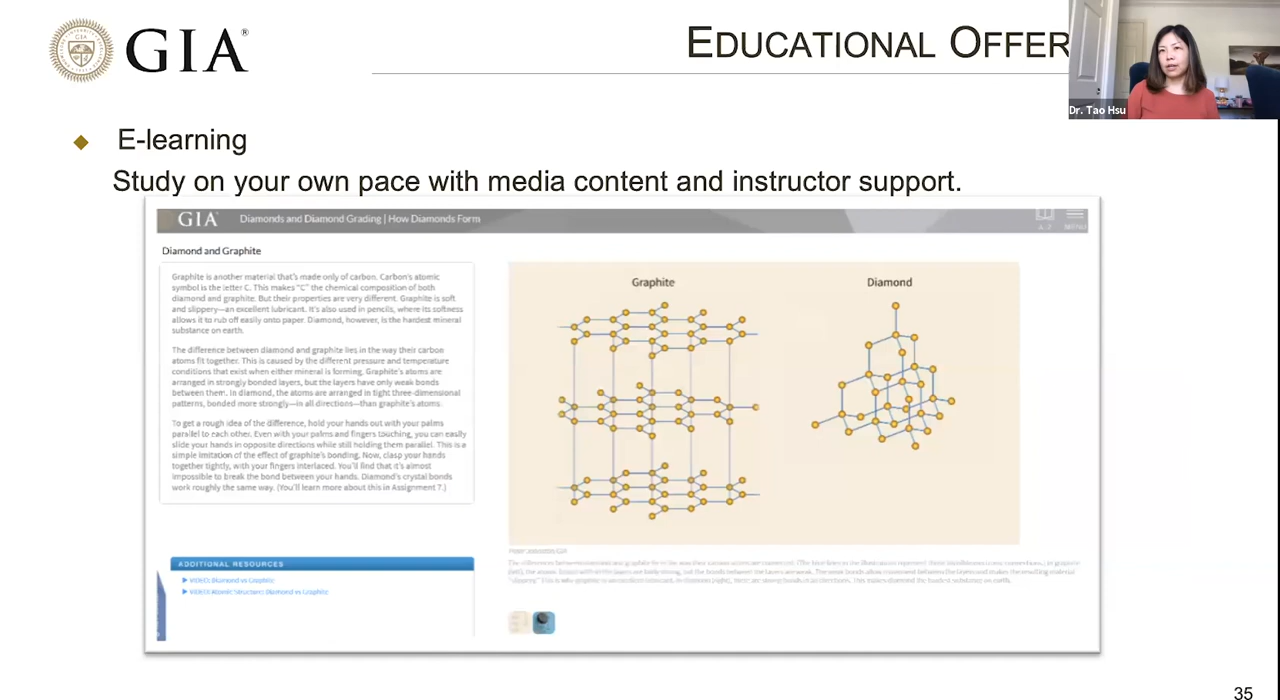 GIA®
EDUCATIONAL OFFER
Dr. Tao Hsu
E-learning
Study on your own pace with media content and instructor support.
GIA
Diamonds and Diamond Grading | How Diamonds Form
MENU
Diamond and Graphite
Graphite is another material that's made only of carbon. Carbon's atomic
symbol is the letter C. This makes "C" the chemical composition of both
diamond and graphite. But their properties are very different. Graphite is soft
and slippery—an excellent lubricant. It's also used in pencils, where its softness
allows it to rub off easily onto paper. Diamond, however, is the hardest mineral
substance on earth.
The difference between diamond and graphite lies in the way their carbon
atoms fit together. This is caused by the different pressure and temperature
conditions that exist when either mineral is forming. Graphite's atoms are
arranged in strongly bonded layers, but the layers have only weak bonds
between them. In diamond, the atoms are arranged in tight three-dimensional
patterns, bonded more strongly—in all directions—than graphite's atoms.
To get a rough idea of the difference, hold your hands out with your palms
parallel to each other. Even with your palms and fingers touching, you can easily
slide your hands in opposite directions while still holding them parallel. This is a
simple imitation of the effect of graphite's bonding. Now, clasp your hands
together tightly, with your fingers interlaced. You'll find that it's almost
impossible to break the bond between your hands. Diamond's crystal bonds
work roughly the same way. (You'll learn more about this in Assignment 7.)
Graphite
Diamond
ADDITIONAL RESOURCES
VIDEO: Diamond vs Graphite
VIDEO: Atomic Structure: Diamond vs Graphite
35